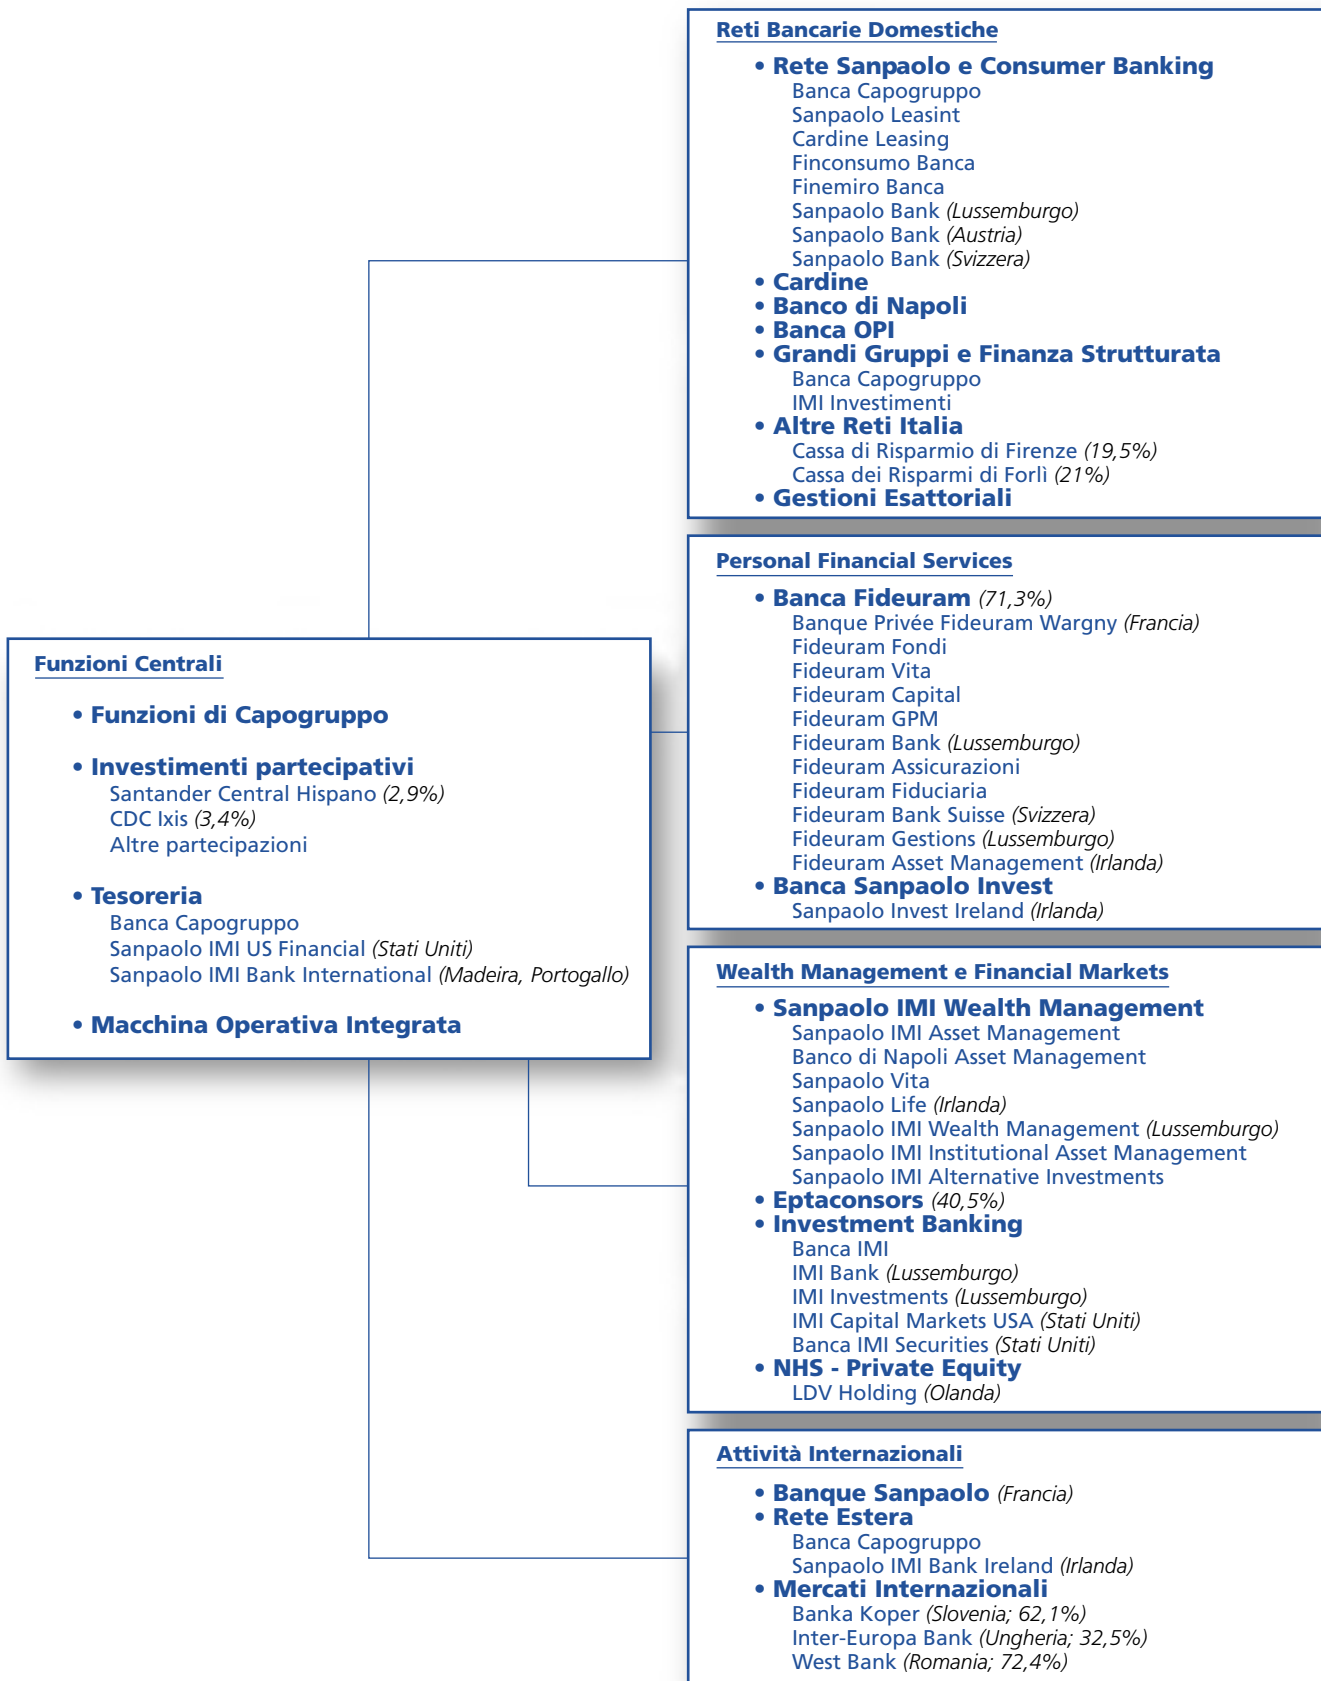 Reti Bancarie Domestiche
• Rete Sanpaolo e Consumer Banking
Banca Capogruppo
Sanpaolo Leasint
Cardine Leasing
Finconsumo Banca
Finemiro Banca
Sanpaolo Bank (Lussemburgo)
Sanpaolo Bank (Austria)
Sanpaolo Bank (Svizzera)
• Cardine
• Banco di Napoli
• Banca OPI
• Grandi Gruppi e Finanza Strutturata
Banca Capogruppo
IMI Investimenti
• Altre Reti Italia
Cassa di Risparmio di Firenze (19,5%)
Cassa dei Risparmi di Forlì (21%)
• Gestioni Esattoriali
Personal Financial Services
• Banca Fideuram (71,3%)
Banque Privée Fideuram Wargny (Francia)
Fideuram Fondi
Fideuram Vita
Fideuram Capital
Fideuram GPM
Fideuram Bank (Lussemburgo)
Fideuram Assicurazioni
Fideuram Fiduciaria
Fideuram Bank Suisse (Svizzera)
Fideuram Gestions (Lussemburgo)
Fideuram Asset Management (Irlanda)
• Banca Sanpaolo Invest
Sanpaolo Invest Ireland (Irlanda)
Funzioni Centrali
• Funzioni di Capogruppo
• Investimenti partecipativi
Santander Central Hispano (2,9%)
CDC Ixis (3,4%)
Altre partecipazioni
• Tesoreria
Banca Capogruppo
Sanpaolo IMI US Financial (Stati Uniti)
Sanpaolo IMI Bank International (Madeira, Portogallo)
• Macchina Operativa Integrata
Wealth Management e Financial Markets
• Sanpaolo IMI Wealth Management
Sanpaolo IMI Asset Management
Banco di Napoli Asset Management
Sanpaolo Vita
Sanpaolo Life (Irlanda)
Sanpaolo IMI Wealth Management (Lussemburgo)
Sanpaolo IMI Institutional Asset Management
Sanpaolo IMI Alternative Investments
• Eptaconsors (40,5%)
• Investment Banking
Banca IMI
IMI Bank (Lussemburgo)
IMI Investments (Lussemburgo)
IMI Capital Markets USA (Stati Uniti)
Banca IMI Securities (Stati Uniti)
• NHS - Private Equity
LDV Holding (Olanda)
Attività Internazionali
• Banque Sanpaolo (Francia)
• Rete Estera
Banca Capogruppo
Sanpaolo IMI Bank Ireland (Irlanda)
• Mercati Internazionali
Banka Koper (Slovenia; 62,1%)
Inter-Europa Bank (Ungheria; 32,5%)
West Bank (Romania; 72,4%)